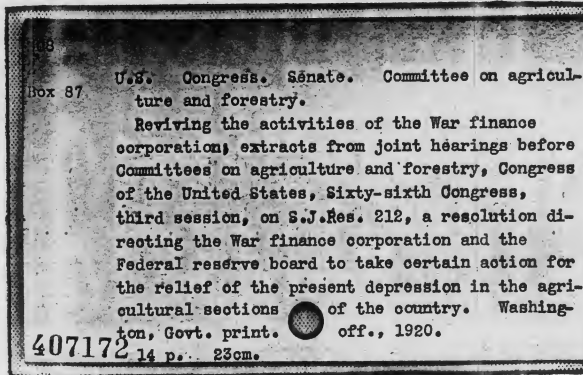 308
Box 87
U.S. Congress. Senate. Committee on agricul-
ture and forestry.
Reviving the activities of the War finance
corporation, extracts from joint hearings before
Committees on agriculture and forestry, Congress
of the United States, Sixty-sixth Congress,
third session, on S.J.Res. 212, a resolution di-
recting the War finance corporation and the
Federal reserve board to take certain action for
the relief of the present depression in the agri-
cultural sections of the country. Washing-
ton, Govt. print. off., 1920.
407172 14 p. 23cm.